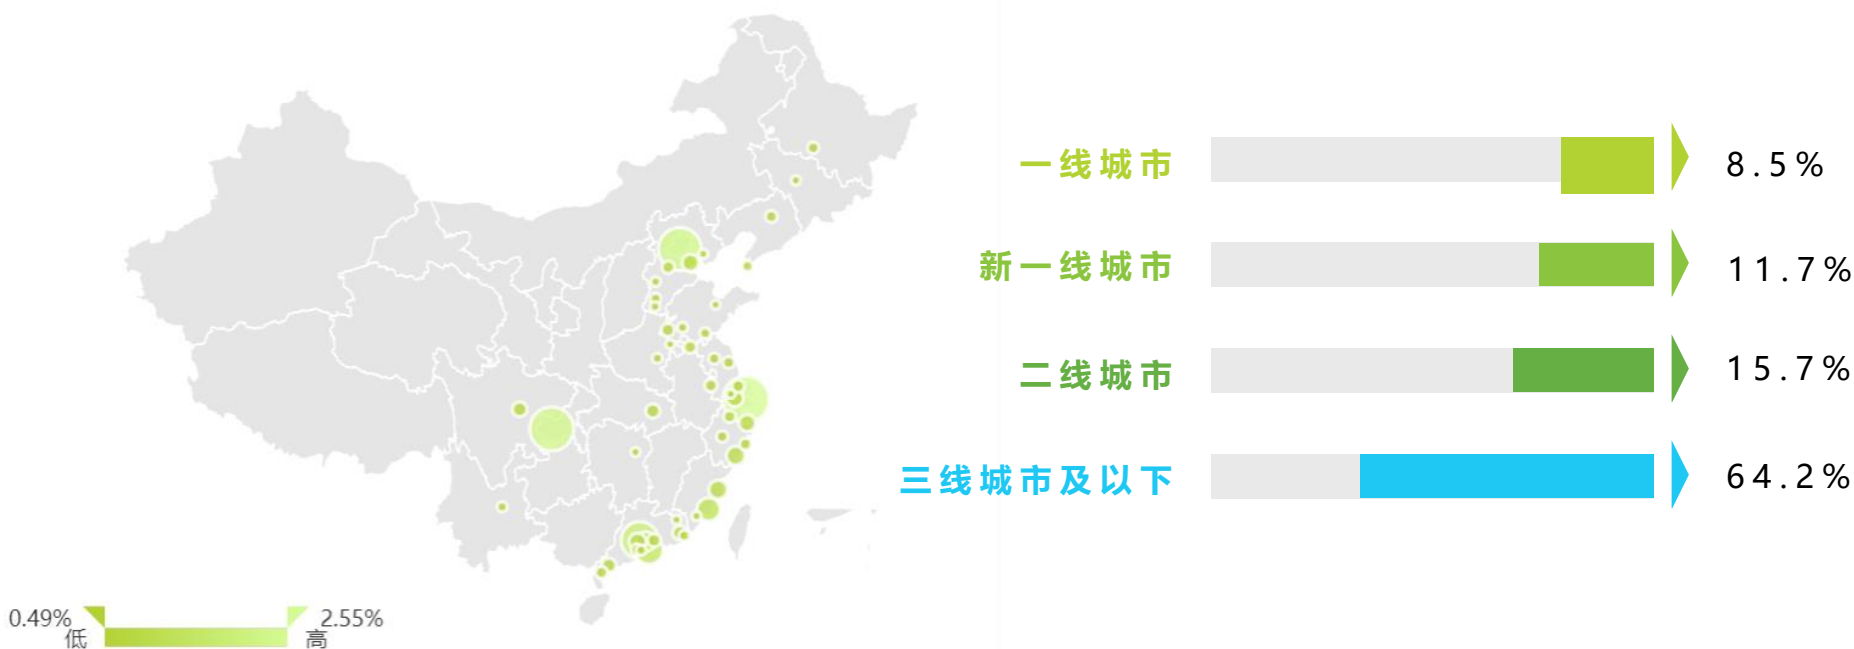 一线城市
8.5%
新一线城市
11.7%
二线城市
15.7%
三线城市及以下
64.2%
0.49%
2.55%
低
高